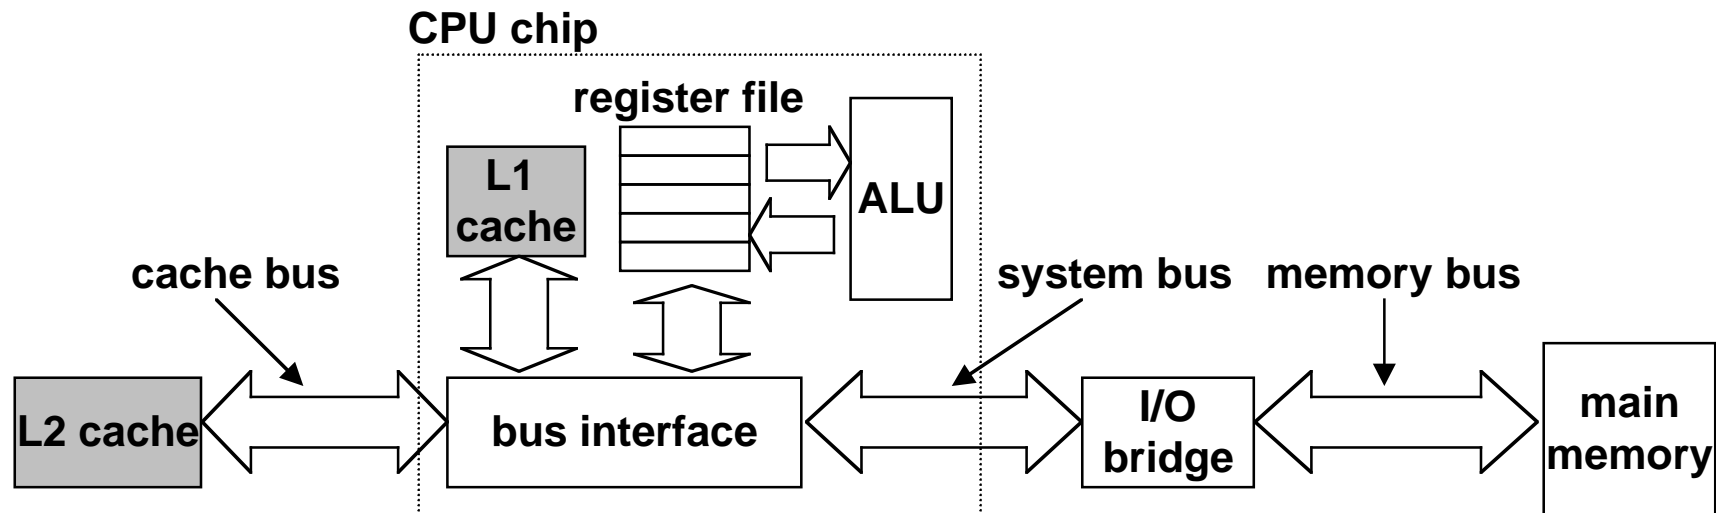 CPU chip
register file
L1
cache
ALU
cache bus
system bus
memory bus
L2 cache
bus interface
I/O
bridge
main
memory